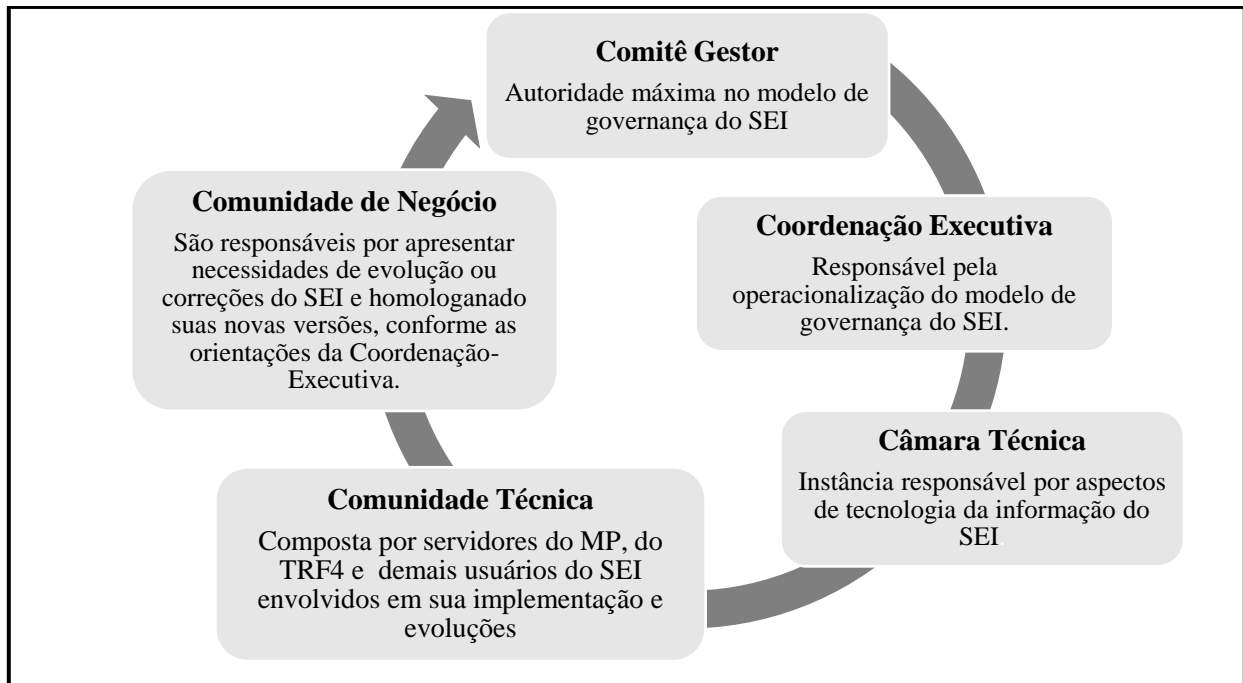 Comitê Gestor
Autoridade máxima no modelo de
governança do SEI
Coordenação Executiva
Responsável pela
operacionalização do modelo de
governança do SEI.
Câmara Técnica
Instância responsável por aspectos
de tecnologia da informação do
SEI
Comunidade Técnica
Composta por servidores do MP, do
TRF4 e demais usuários do SEI
envolvidos em sua implementação e
evoluções
Comunidade de Negócio
São responsáveis por apresentar
necessidades de evolução ou
correções do SEI e homologanado
suas novas versões, conforme as
orientações da Coordenação-
Executiva.